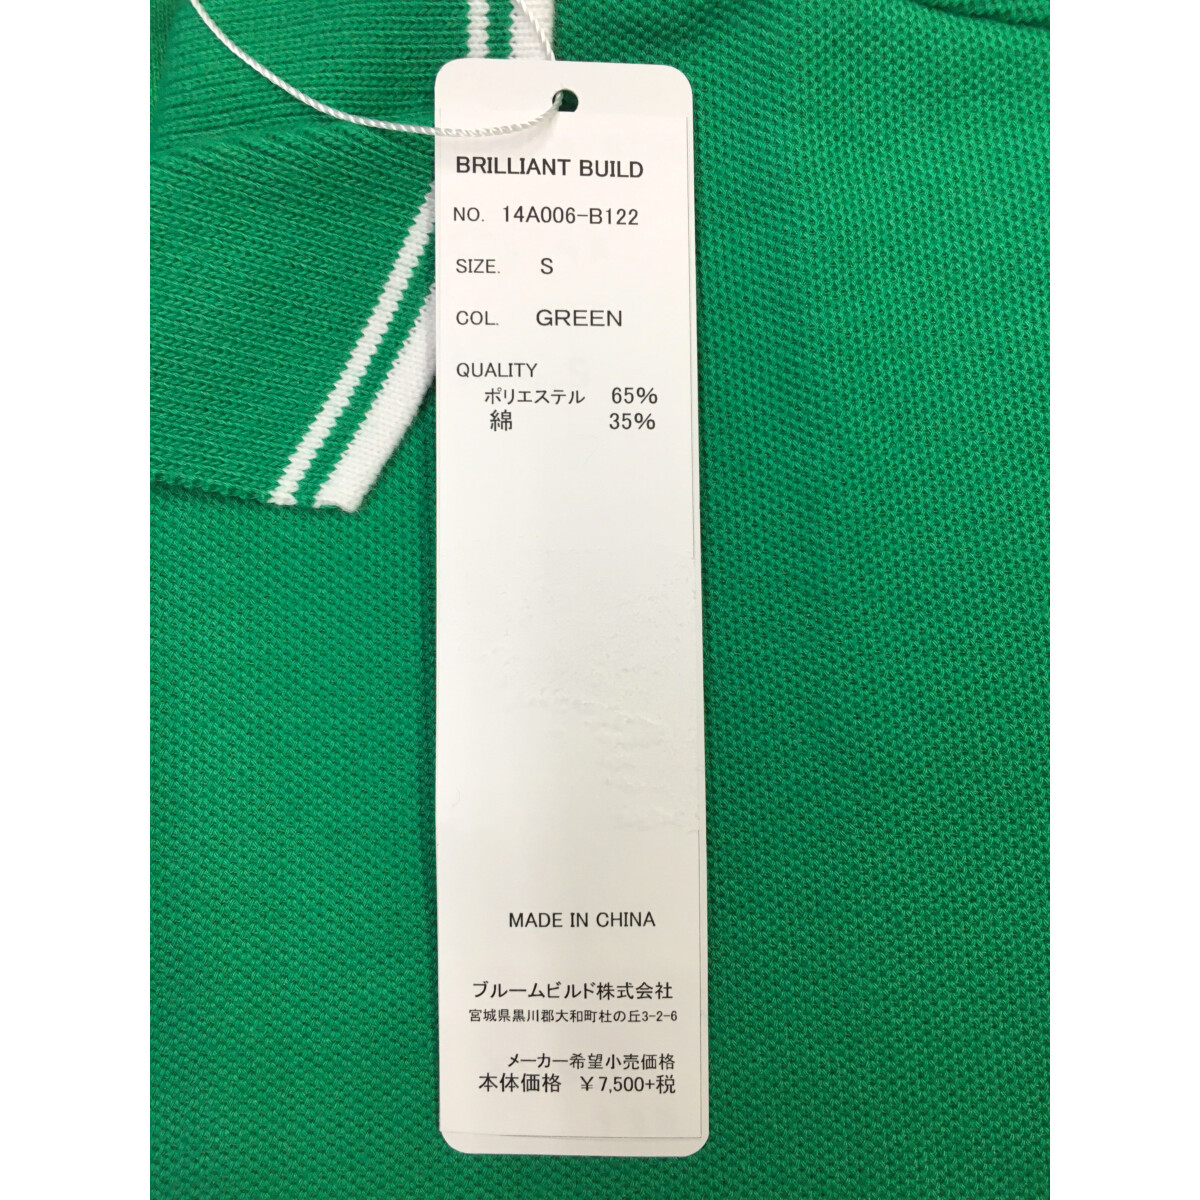 BRILLIANT BUILD
NO. 14A006-B122
SIZE. S
COL. GREEN
QUALITY
ポリエステル 65%
綿 35%
MADE IN CHINA
ブルームビルド株式会社
宮城県黒川郡大和町杜の丘3-2-6
メーカー希望小売価格
本体価格 ￥7,500+税